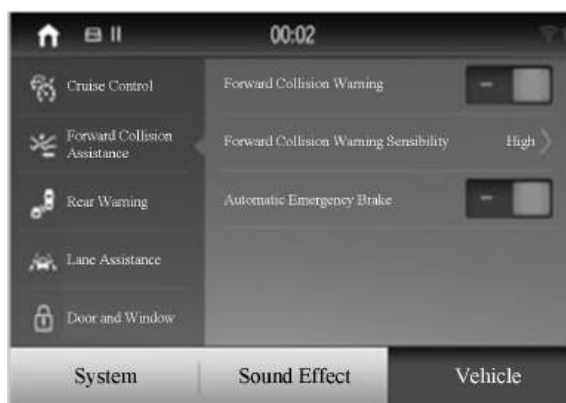 00:02
Cruise Control
Forward Collision Warning
Forward Collision
Assistance
Forward Collision Warning Sensibility High
Rear Warning
Automatic Emergency Brake
Lane Assistance
Door and Window
System Sound Effect Vehicle